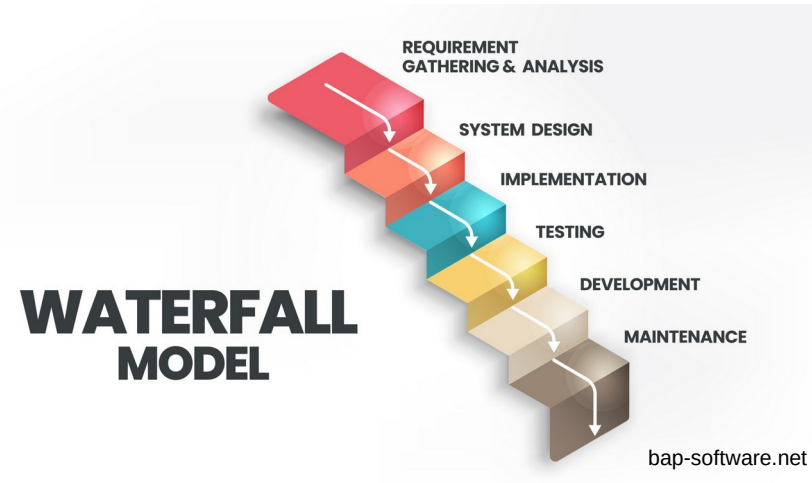 REQUIREMENT
GATHERING & ANALYSIS
SYSTEM DESIGN
IMPLEMENTATION
TESTING
DEVELOPMENT
MAINTENANCE
WATERFALL
MODEL
bap-software.net